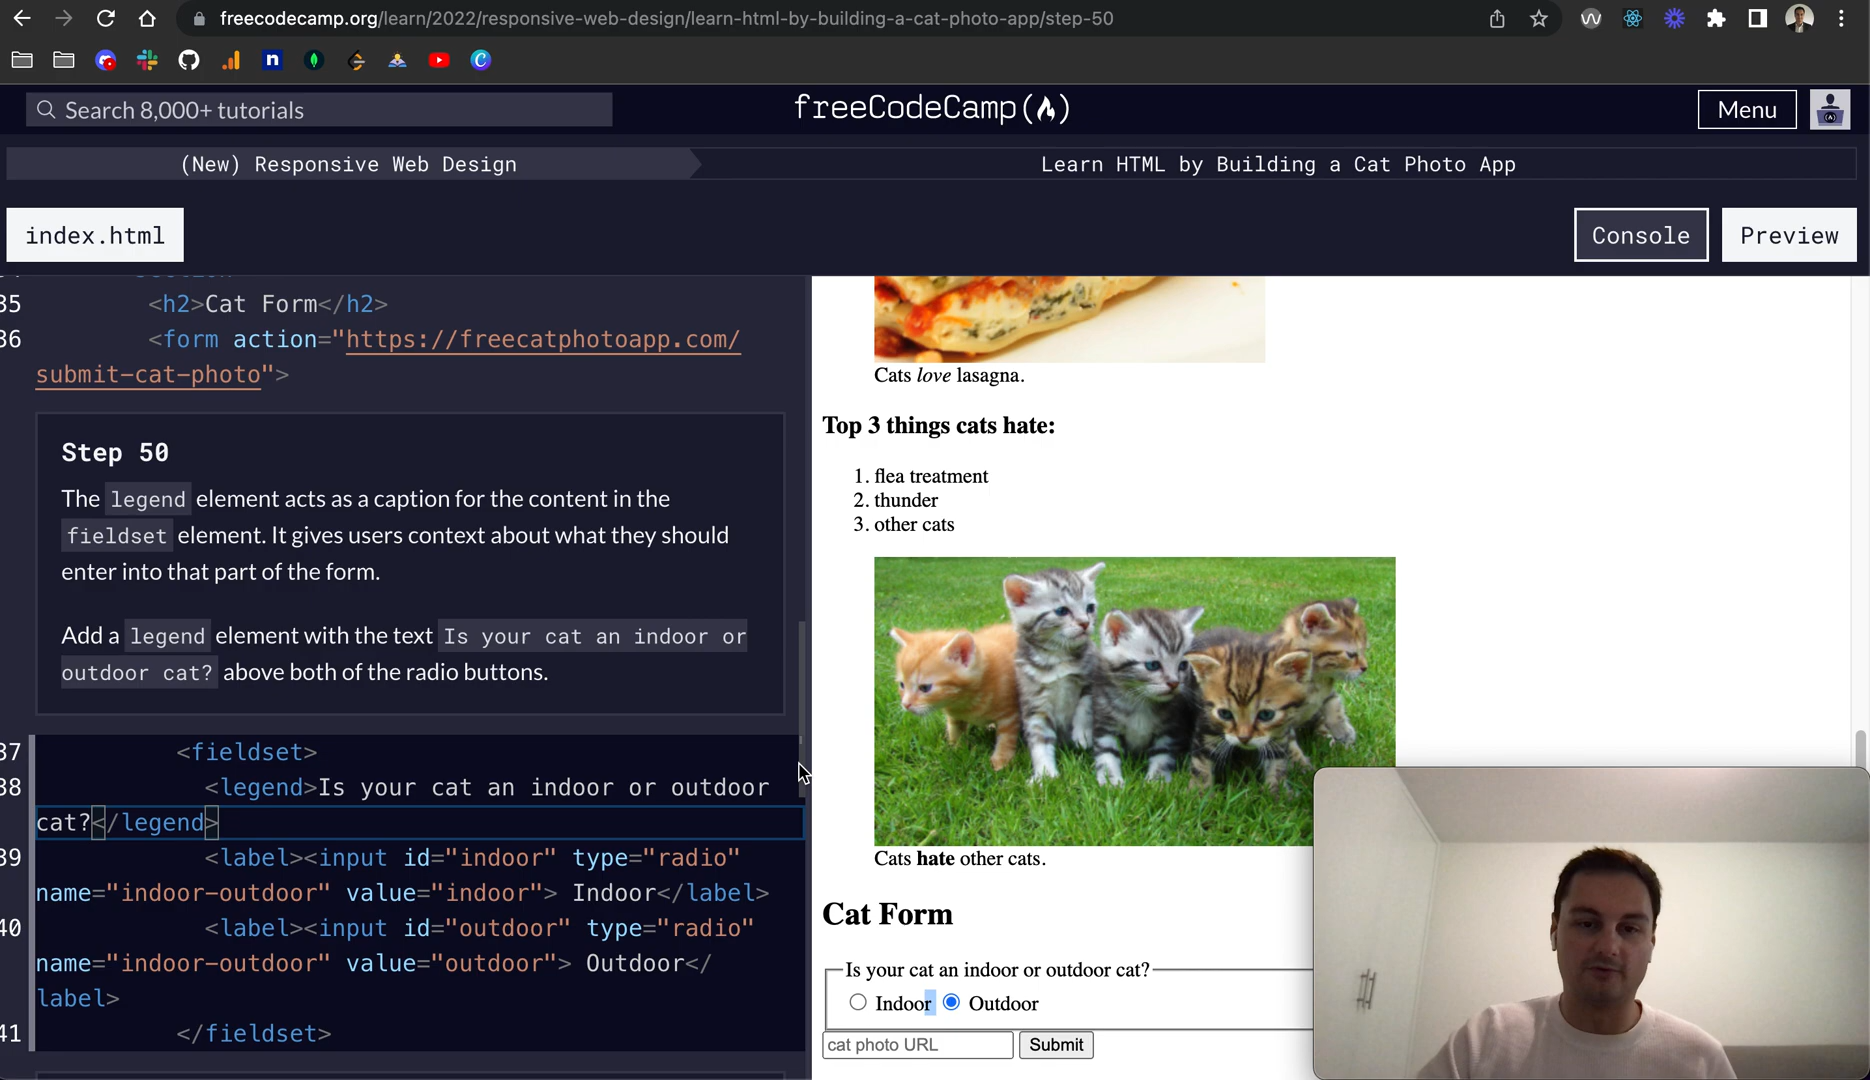 freecodecamp.org/learn/2022/responsive-web-design/learn-html-by-building-a-cat-photo-app/step-50
Search 8,000+ tutorials
freeCodeCamp(🔥)
Menu
(New) Responsive Web Design
Learn HTML by Building a Cat Photo App
index.html
Console
Preview
35 <h2>Cat Form</h2>
36 <form action="https://freecatphotoapp.com/
submit-cat-photo">
Step 50
The legend element acts as a caption for the content in the
fieldset element. It gives users context about what they should
enter into that part of the form.
Add a legend element with the text Is your cat an indoor or
outdoor cat? above both of the radio buttons.
37 <fieldset>
38 <legend>Is your cat an indoor or outdoor
cat?</legend>
39 <label><input id="indoor" type="radio"
name="indoor-outdoor" value="indoor"> Indoor</label>
40 <label><input id="outdoor" type="radio"
name="indoor-outdoor" value="outdoor"> Outdoor</
label>
41 </fieldset>
Cats love lasagna.
Top 3 things cats hate:
1. flea treatment
2. thunder
3. other cats
Cats hate other cats.
Cat Form
Is your cat an indoor or outdoor cat?
Indoor Outdoor
cat photo URL Submit